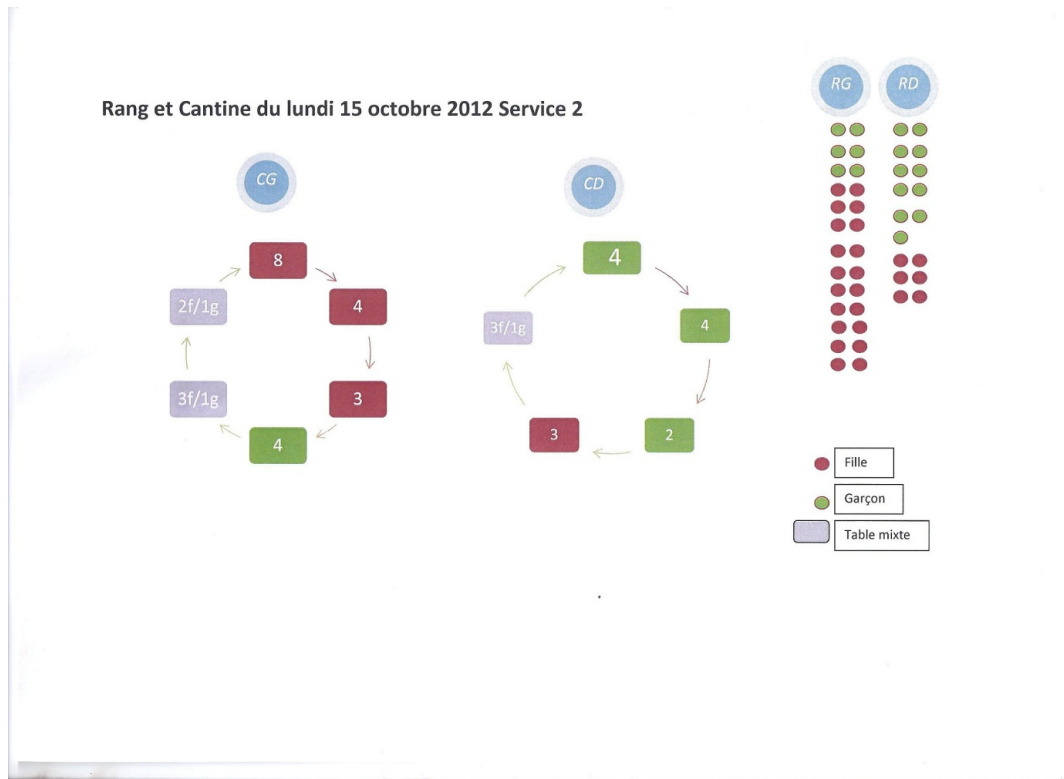 RG RD
Rang et Cantine du lundi 15 octobre 2012 Service 2
CG CD
8
4
3
4
3f/1g
2f/1g
4
4
2
3
3f/1g
Fille
Garçon
Table mixte